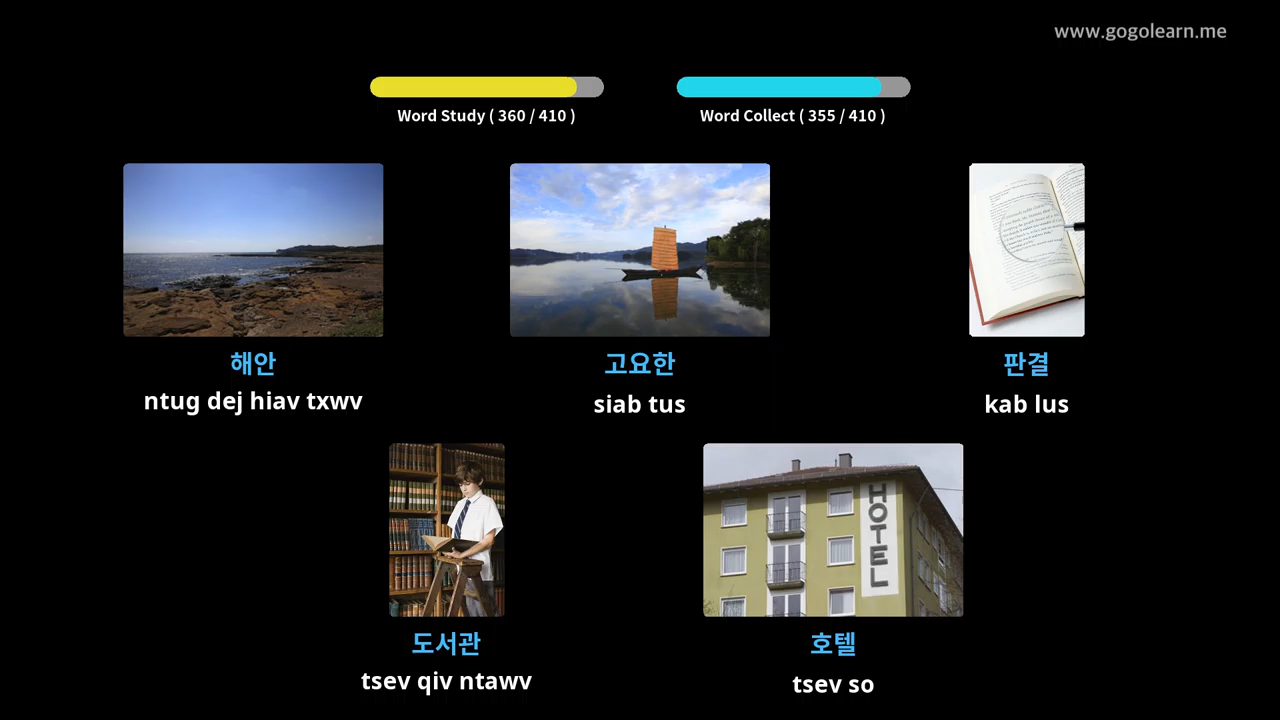 www.gogolearn.me
Word Study ( 360 / 410 )
Word Collect ( 355 / 410 )
해안
ntug dej hiav txwv
고요한
siab tus
판결
kab lus
HOTEL
도서관
tsev qiv ntawv
호텔
tsev so